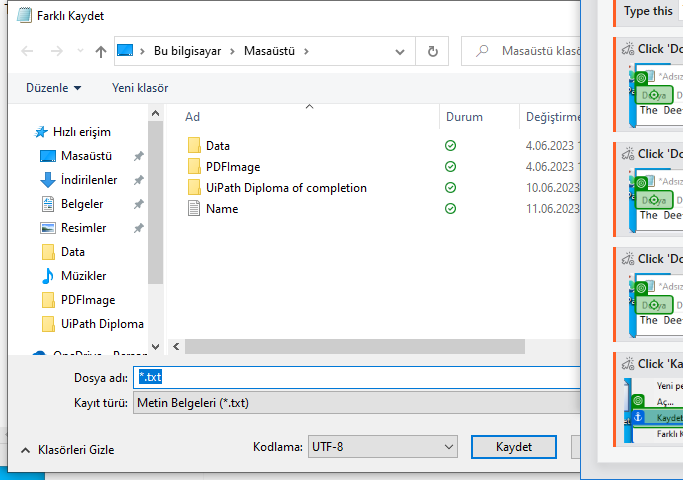 Farklı Kaydet
Bu bilgisayar > Masaüstü >
Masaüstü klasö
Düzenle
Yeni klasör
Ad
Durum
Değiştirme
Hızlı erişim
Masaüstü
İndirilenler
Belgeler
Resimler
Data
Müzikler
PDFImage
UiPath Diploma
Data
4.06.2023 1
PDFImage
4.06.2023 1
UiPath Diploma of completion
10.06.2023
Name
11.06.2023
Dosya adı:
*.txt
Kayıt türü:
Metin Belgeleri (*.txt)
Klasörleri Gizle
Kodlama:
UTF-8
Kaydet
Type this
Click 'Do
*Adsız
Dosya
The Dee
Click 'Do
*Adsız
Dosya
The Dee
Click 'Do
*Adsız
Dosya
The Dee
Click 'Ka
Yeni pe
Aç...
Kaydet
Farklı K